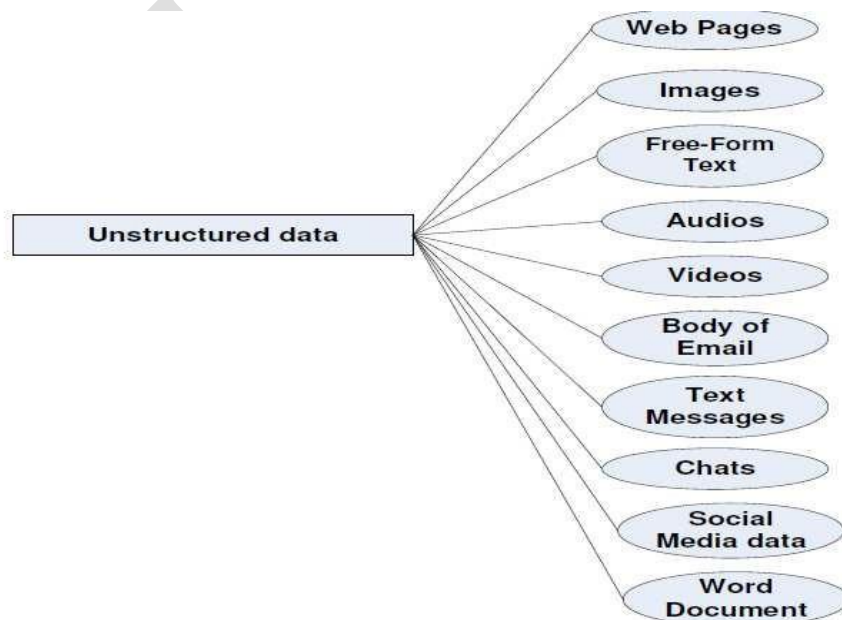 Web Pages
Images
Free-Form
Text
Unstructured data
Audios
Videos
Body of
Email
Text
Messages
Chats
Social
Media data
Word
Document